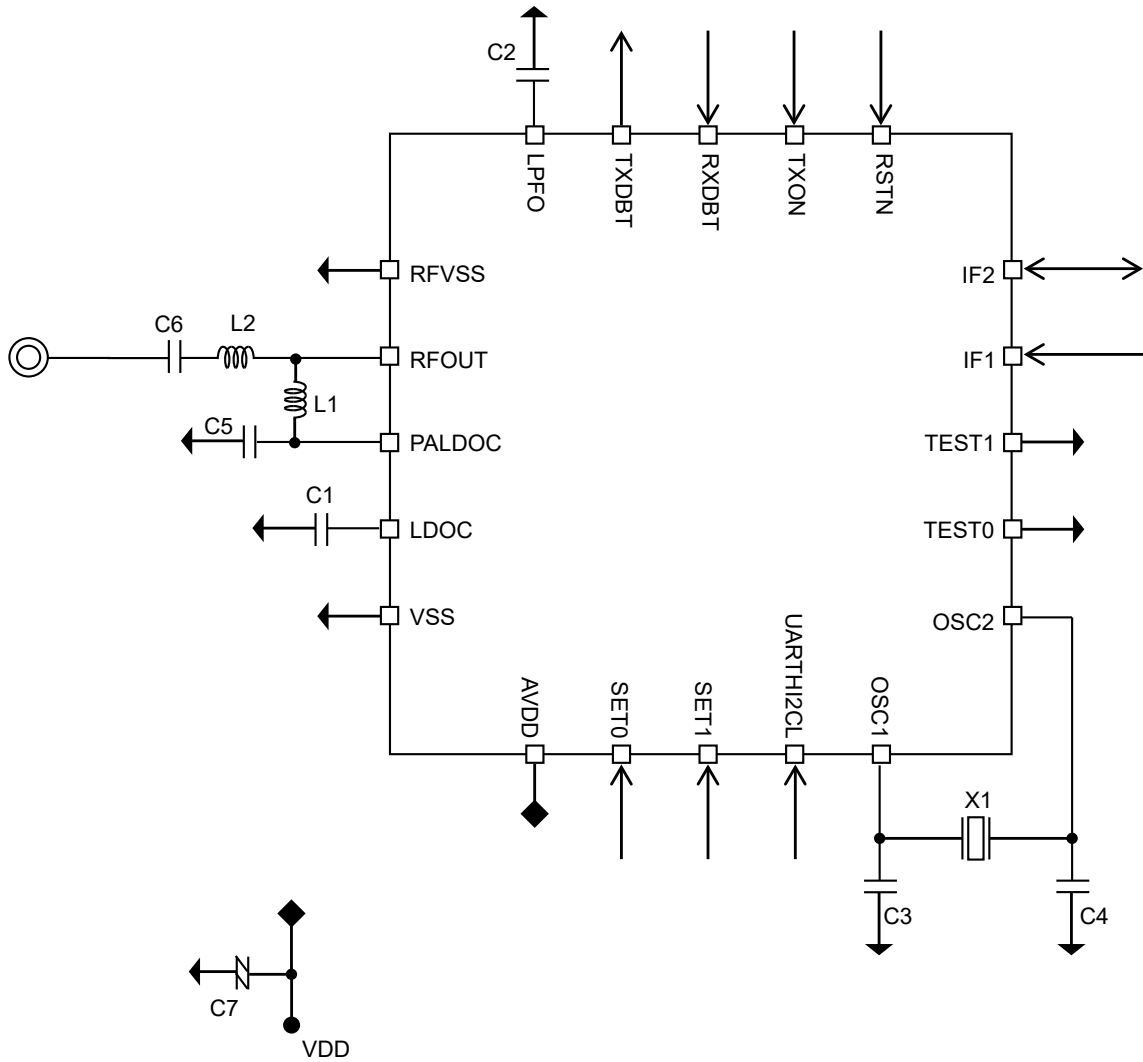 C2
LPFO
TXDBT
RXDBT
TXON
RSTN
RFVSS
IF2
C6
L2
RFOUT
IF1
L1
C5
PALDOC
TEST1
C1
LDOC
TEST0
VSS
OSC2
AVDD
SET0
SET1
UARTHI2CL
OSC1
X1
C3
C4
C7
VDD